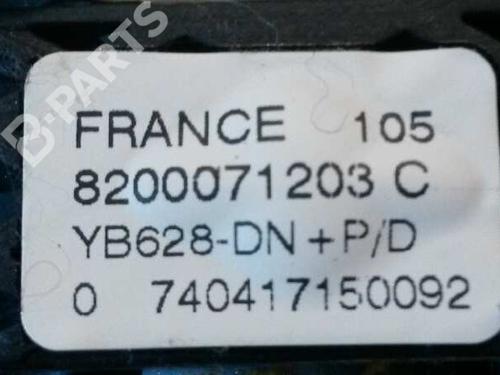 B-PARTS
FRANCE 105
8200071203 C
YB628-DN + P/D
0 740417150092